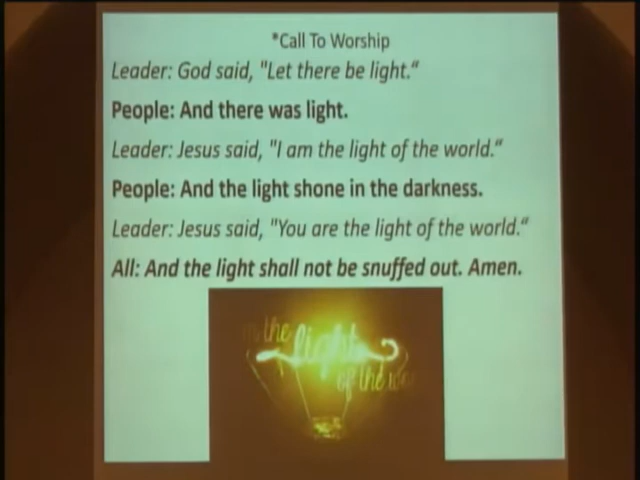 *Call To Worship
Leader: God said, "Let there be light.“
People: And there was light.
Leader: Jesus said, "I am the light of the world.“
People: And the light shone in the darkness.
Leader: Jesus said, "You are the light of the world.“
All: And the light shall not be snuffed out. Amen.
the
light
of the